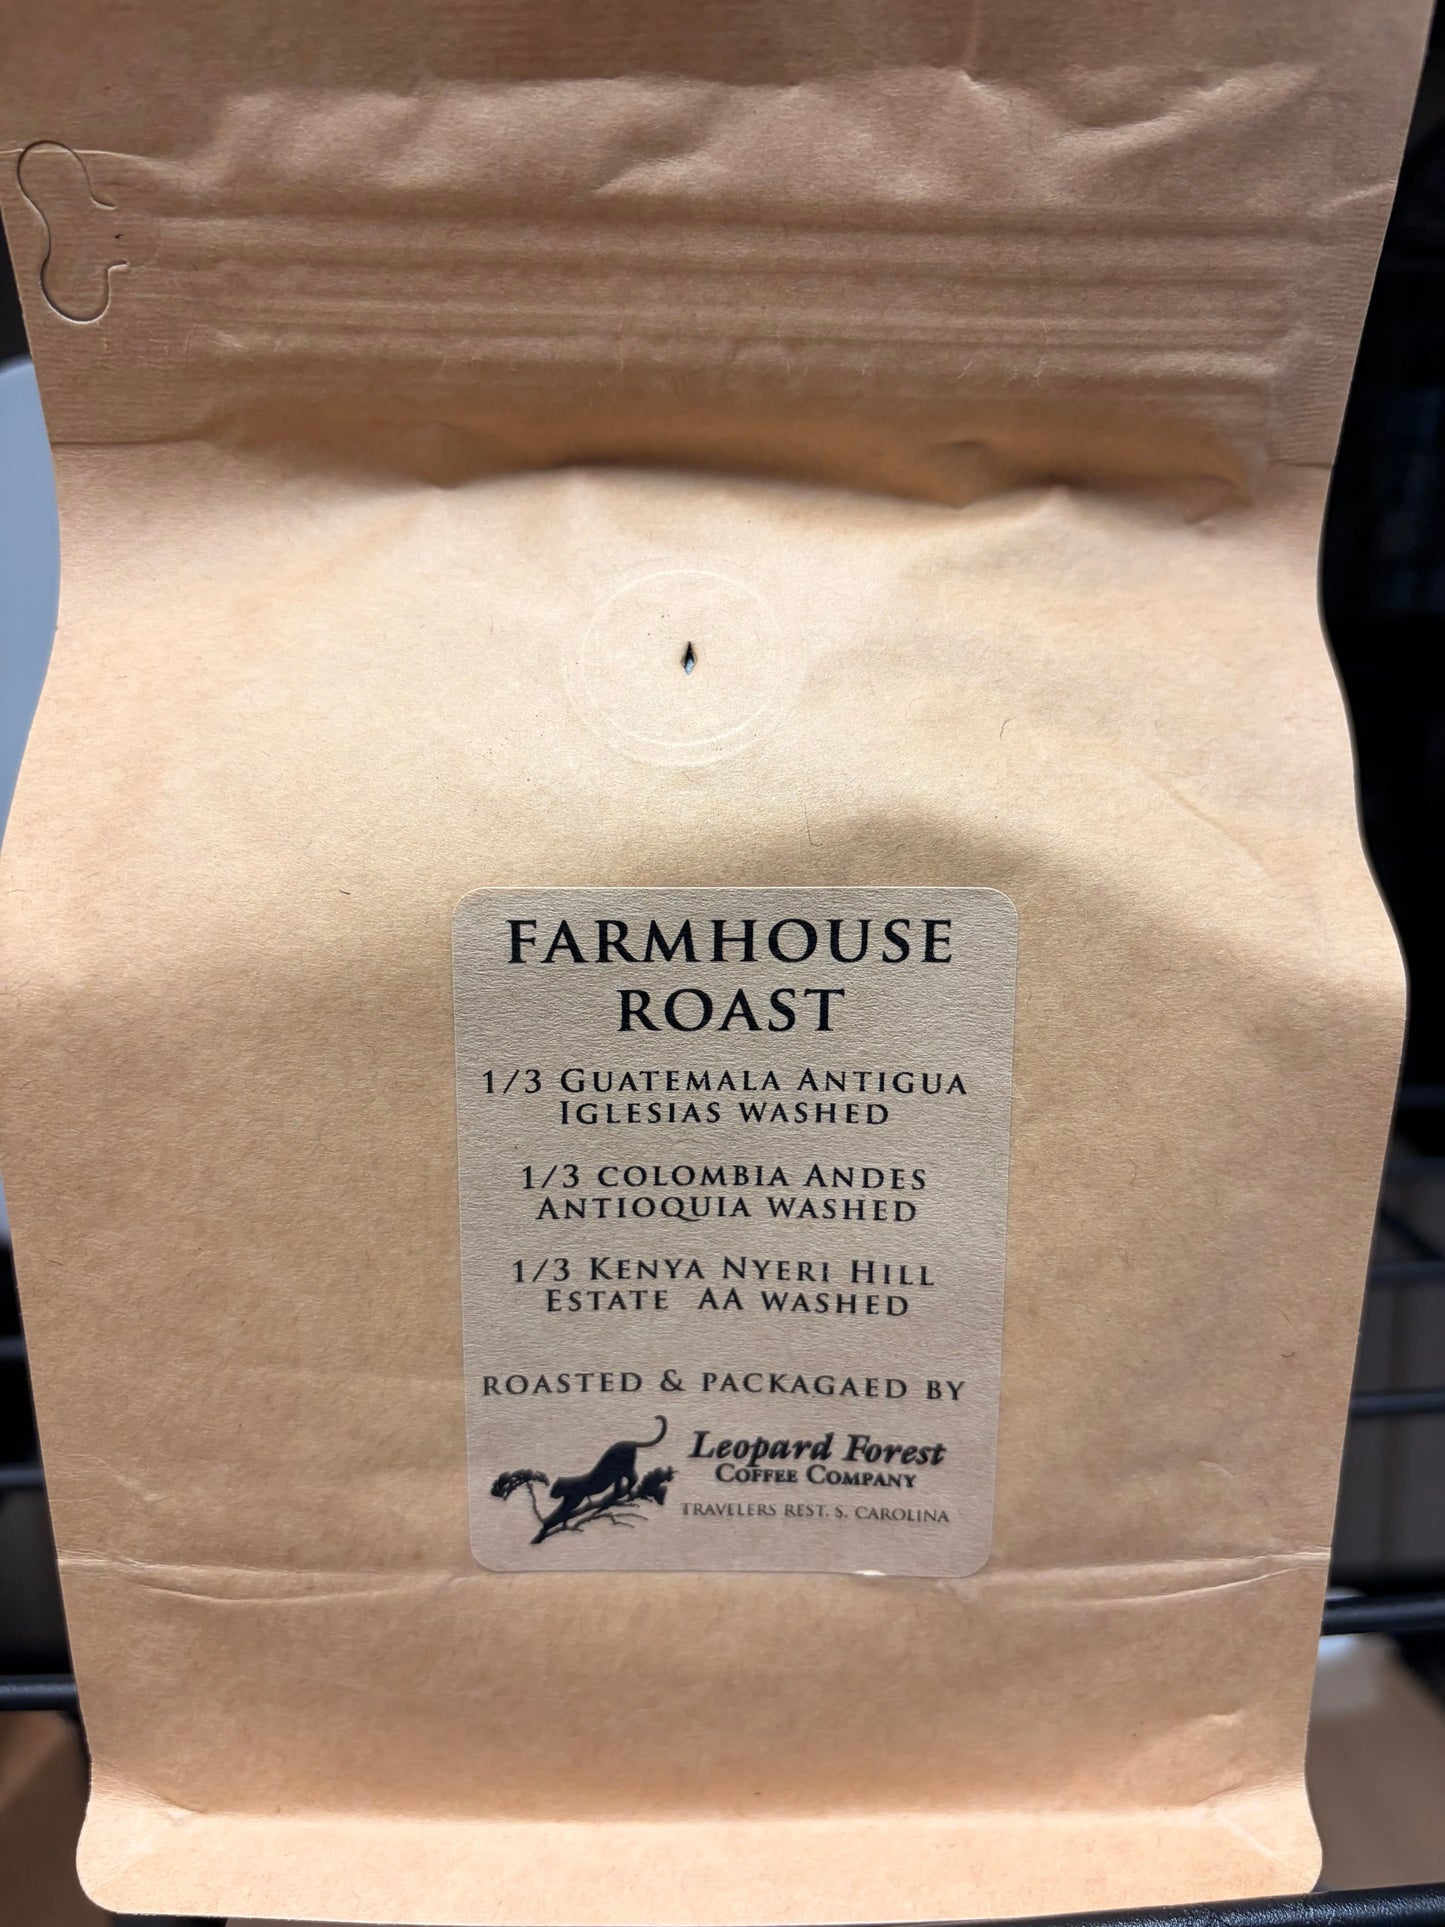 FARMHOUSE
ROAST
1/3 GUATEMALA ANTIGUA
IGLESIAS WASHED
1/3 COLOMBIA ANDES
ANTIOQUIA WASHED
1/3 KENYA NYERI HILL
ESTATE AA WASHED
ROASTED & PACKAGAED BY
Leopard Forest
COFFEE COMPANY
TRAVELERS REST, S. CAROLINA